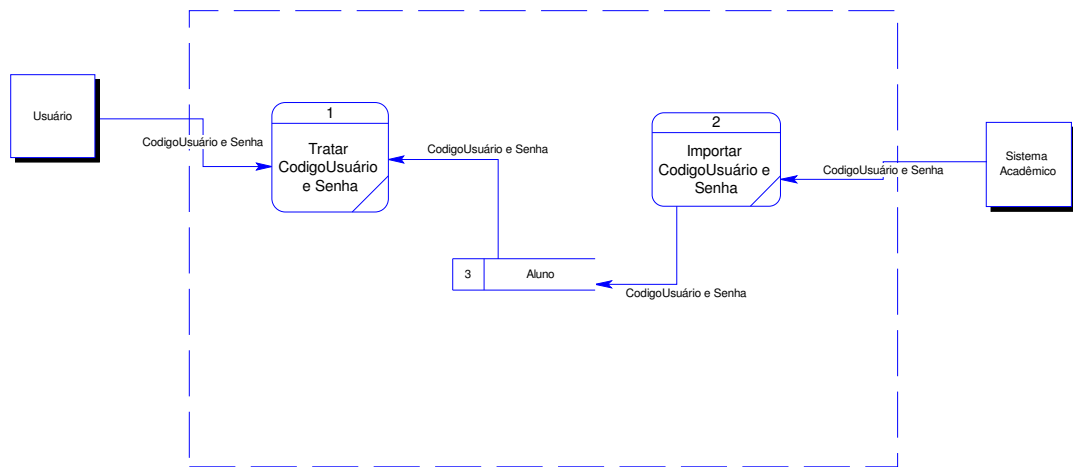 Usuário
CodigoUsuário e Senha
1
Tratar
CodigoUsuário
e Senha
CodigoUsuário e Senha
2
Importar
CodigoUsuário e
Senha
CodigoUsuário e Senha
Sistema
Acadêmico
3
Aluno
CodigoUsuário e Senha